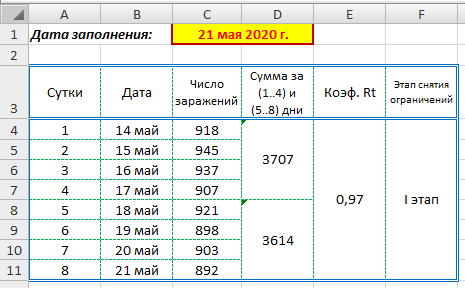 A B C D E F
1 Дата заполнения: 21 мая 2020 г.
2
3 Сутки Дата Число заражений Сумма за (1..4) и (5..8) дни Коэф. Rt Этап снятия ограничений
4 1 14 май 918 3707 0,97 I этап
5 2 15 май 945
6 3 16 май 937
7 4 17 май 907
8 5 18 май 921 3614
9 6 19 май 898
10 7 20 май 903
11 8 21 май 892